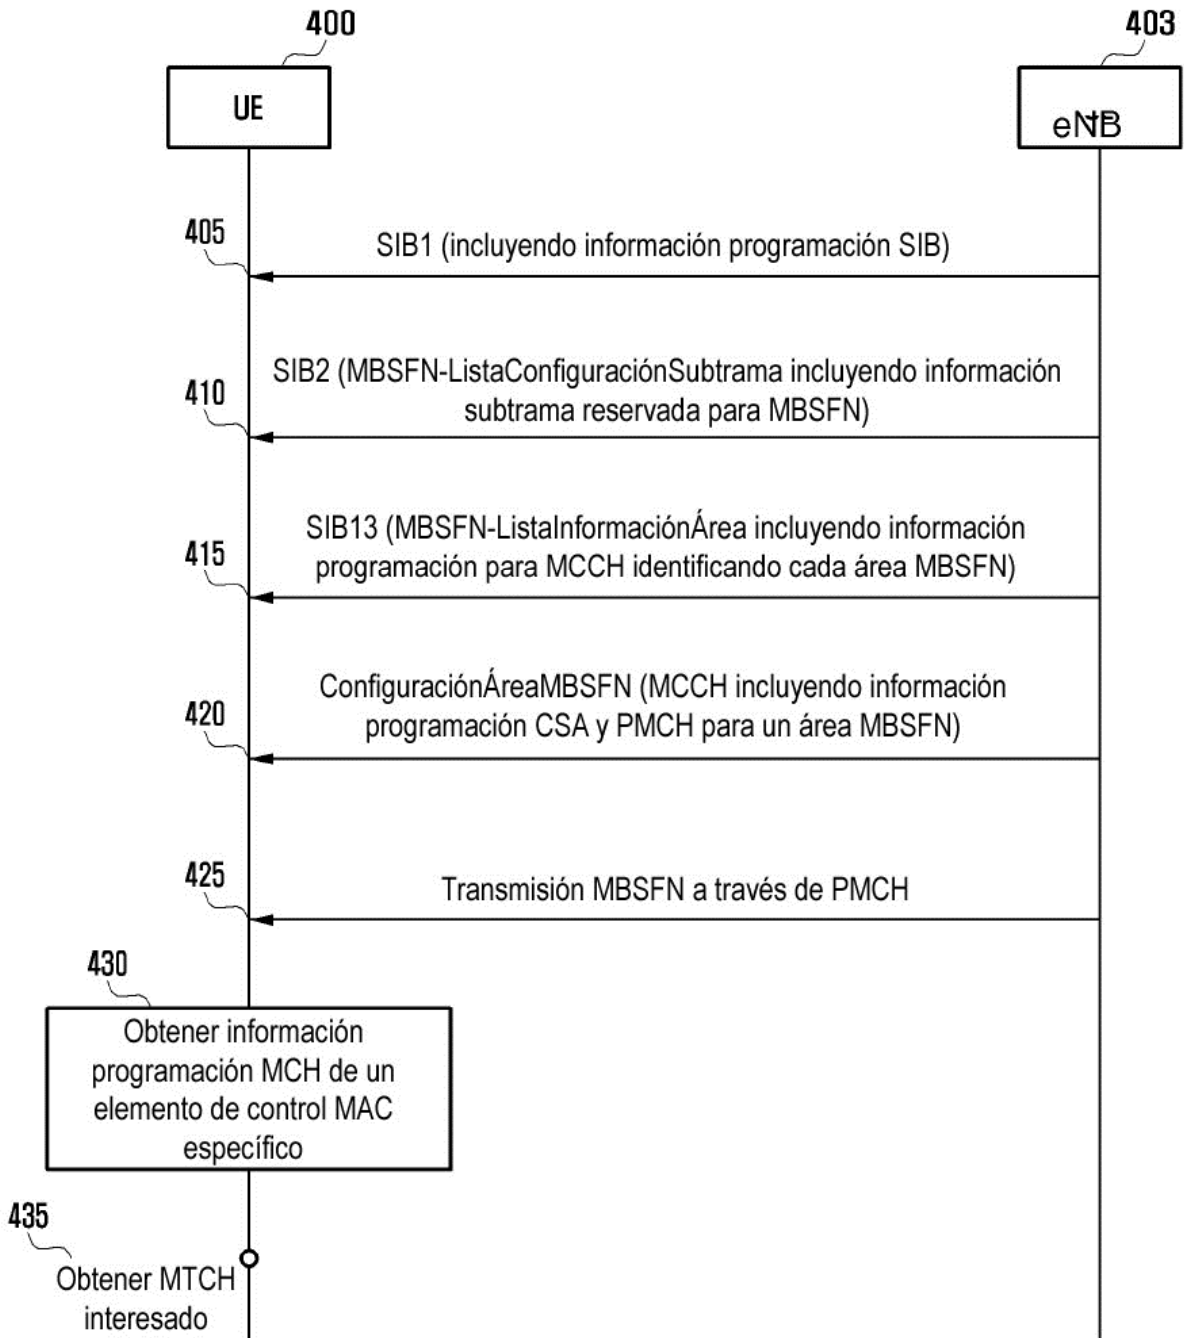 400
403
UE
eNB
405
SIB1 (incluyendo información programación SIB)
SIB2 (MBSFN-ListaConfiguraciónSubtrama incluyendo información
410
subtrama reservada para MBSFN)
SIB13 (MBSFN-ListaInformaciónÁrea incluyendo información
415
programación para MCCH identificando cada área MBSFN)
ConfiguraciónÁreaMBSFN (MCCH incluyendo información
420
programación CSA y PMCH para un área MBSFN)
425
Transmisión MBSFN a través de PMCH
430
Obtener información
programación MCH de un
elemento de control MAC
específico
435
Obtener MTCH
interesado